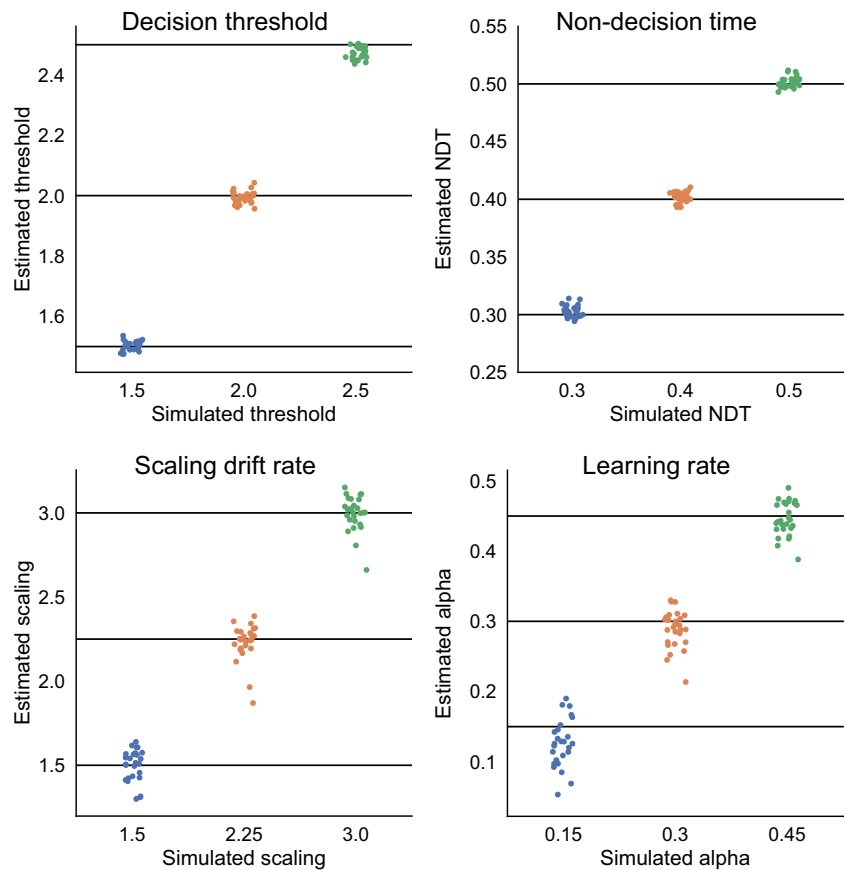 Decision threshold
Estimated threshold
2.4
2.2
2.0
1.8
1.6
1.5
2.0
2.5
Simulated threshold
Non-decision time
Estimated NDT
0.55
0.50
0.45
0.40
0.35
0.30
0.25
0.3
0.4
0.5
Simulated NDT
Scaling drift rate
Estimated scaling
3.0
2.5
2.0
1.5
1.5
2.25
3.0
Simulated scaling
Learning rate
Estimated alpha
0.5
0.4
0.3
0.2
0.1
0.15
0.3
0.45
Simulated alpha